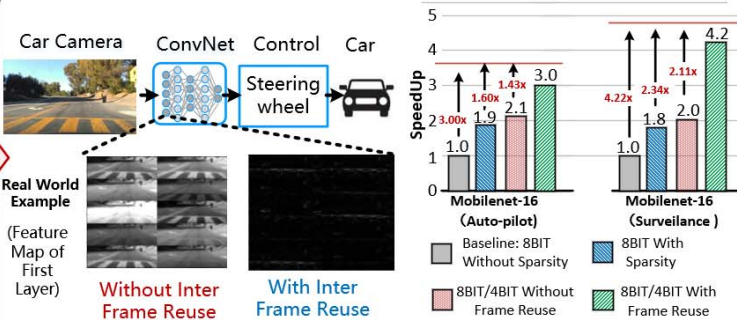 Car Camera
ConvNet
Control
Car
Steering
wheel
Real World
Example
(Feature
Map of
First
Layer)
Without Inter
Frame Reuse
With Inter
Frame Reuse
SpeedUp
5
4
3
2
1
0
3.00x
1.60x
1.43x
1.0
1.9
2.1
3.0
4.22x
2.34x
2.11x
1.0
1.8
2.0
4.2
Mobilenet-16
(Auto-pilot)
Mobilenet-16
(Surveilance )
Baseline: 8BIT
Without Sparsity
8BIT With
Sparsity
8BIT/4BIT Without
Frame Reuse
8BIT/4BIT With
Frame Reuse